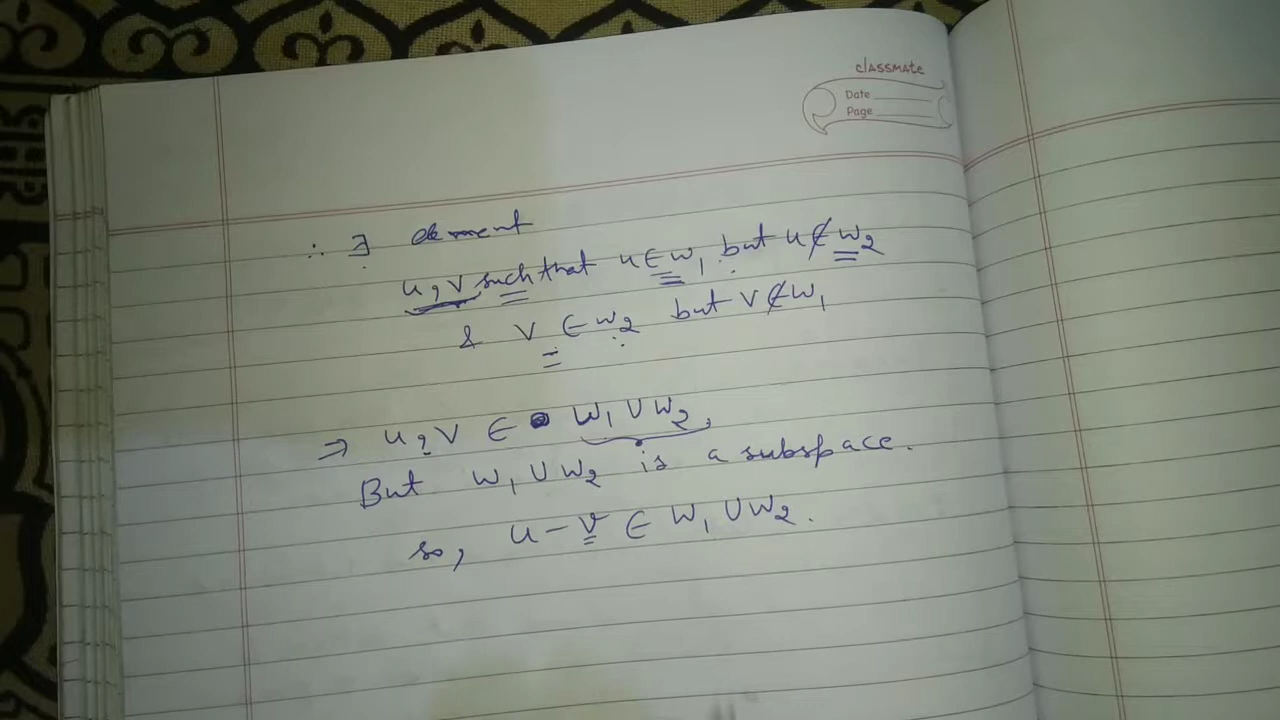 classmate
Date
Page
∴ ∃ element
u, v such that u ∈ W₁ but u ∉ W₂
& v ∈ W₂ but v ∉ W₁
⇒ u, v ∈ W₁ ∪ W₂,
But W₁ ∪ W₂ is a subspace.
so, u − v ∈ W₁ ∪ W₂.